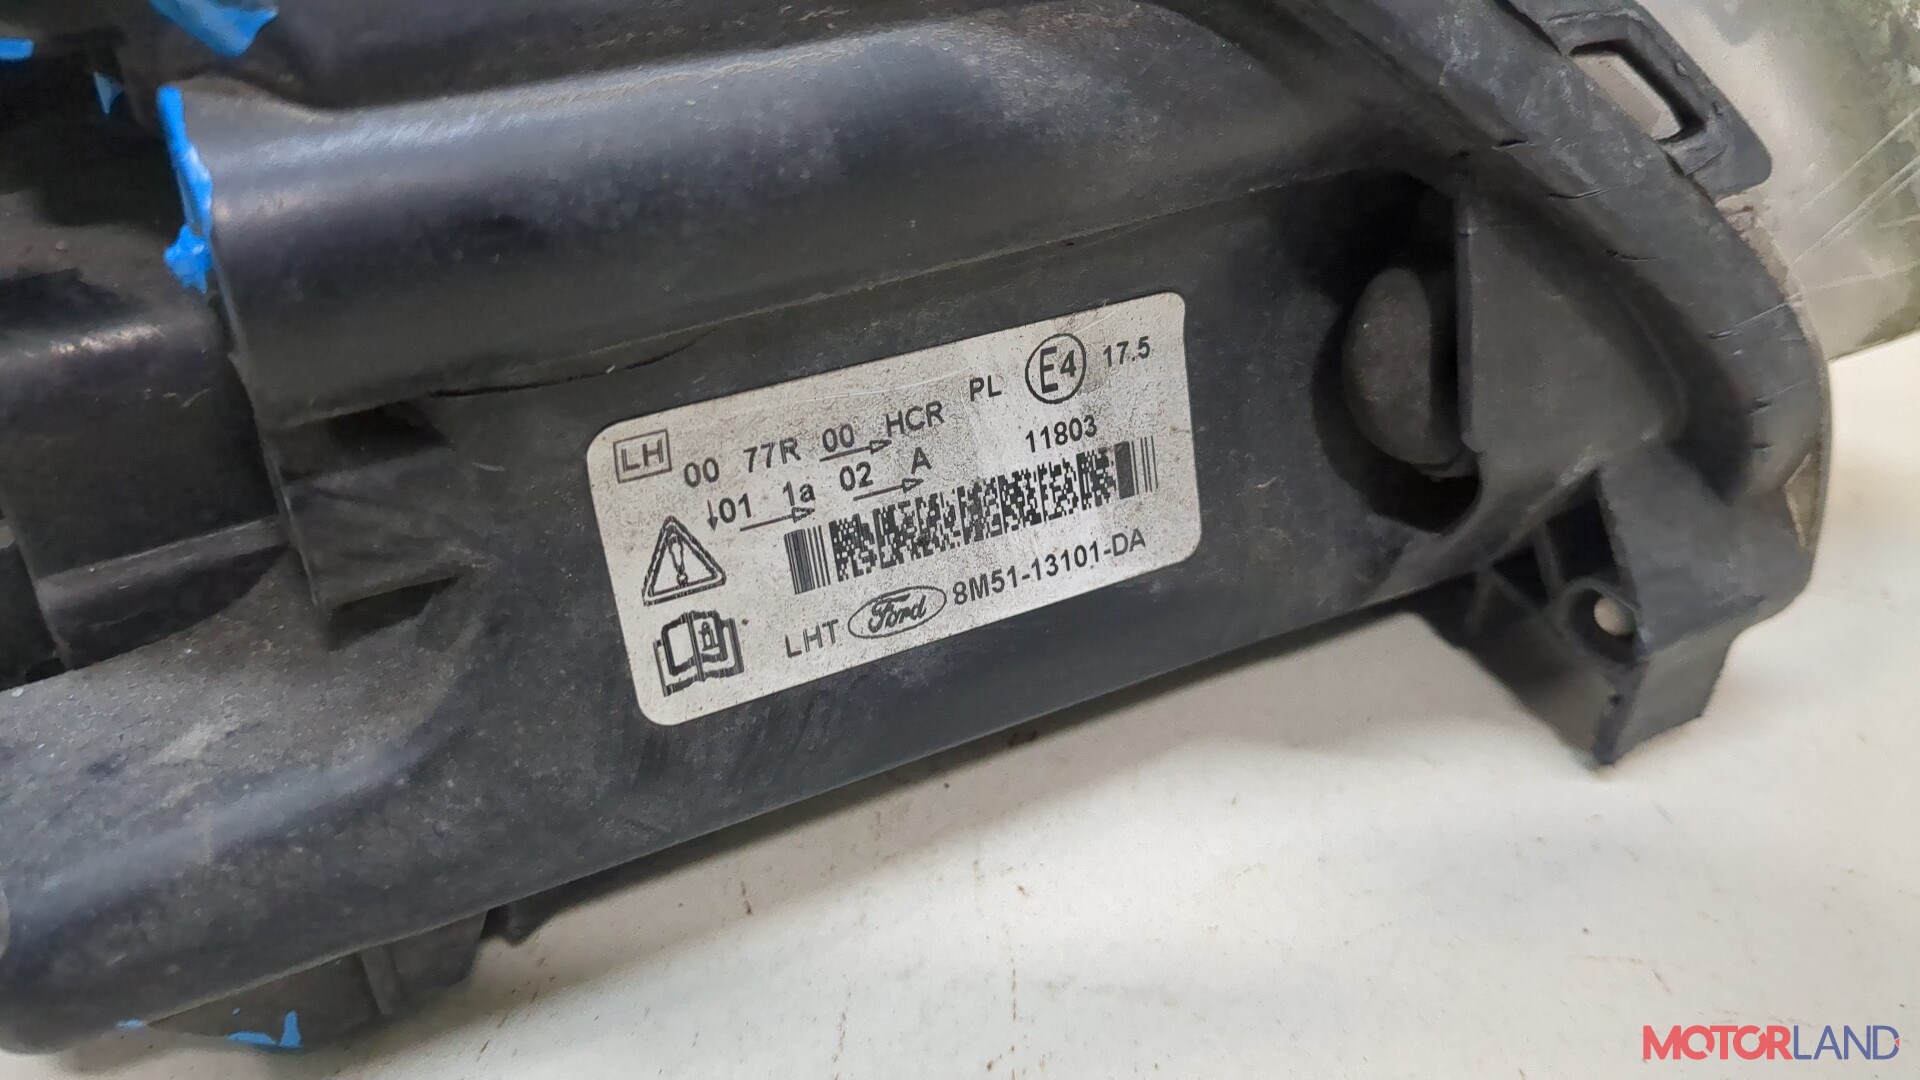 LH 00 77R 00 HCR PL E4 17.5
01 1a 02 A 11803
LHT Ford 8M51-13101-DA
MOTORLAND